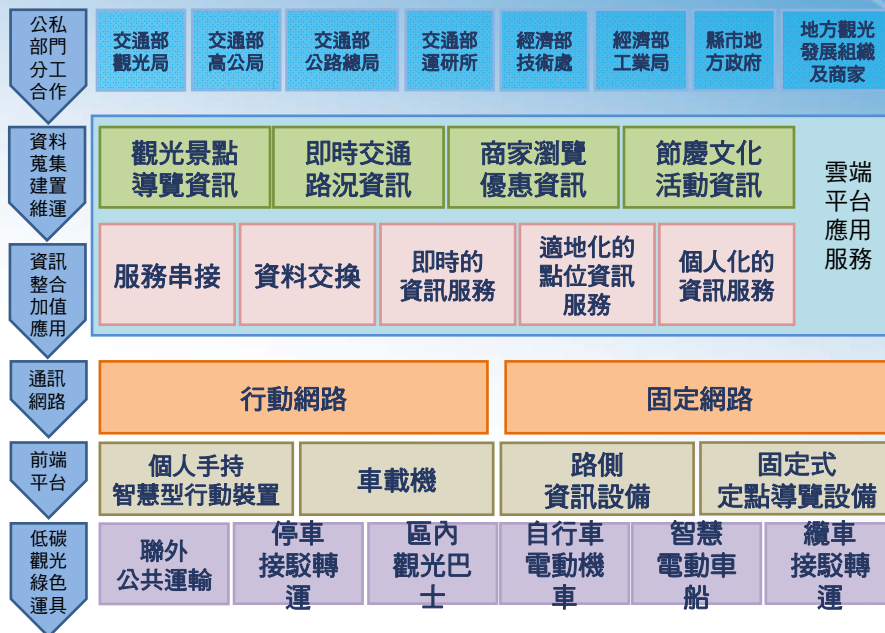 公私
部門
分工
合作
交通部
觀光局
交通部
高公局
交通部
公路總局
交通部
運研所
經濟部
技術處
經濟部
工業局
縣市地
方政府
地方觀光
發展組織
及商家
資料
蒐集
建置
維運
觀光景點
導覽資訊
即時交通
路況資訊
商家瀏覽
優惠資訊
節慶文化
活動資訊
雲端
平台
應用
服務
資訊
整合
加值
應用
服務串接
資料交換
即時的
資訊服務
適地化的
點位資訊
服務
個人化的
資訊服務
通訊
網路
行動網路
固定網路
前端
平台
個人手持
智慧型行動裝置
車載機
路側
資訊設備
固定式
定點導覽設備
低碳
觀光
綠色
運具
聯外
公共運輸
停車
接駁轉
運
區內
觀光巴
士
自行車
電動機
車
智慧
電動車
船
纜車
接駁轉
運